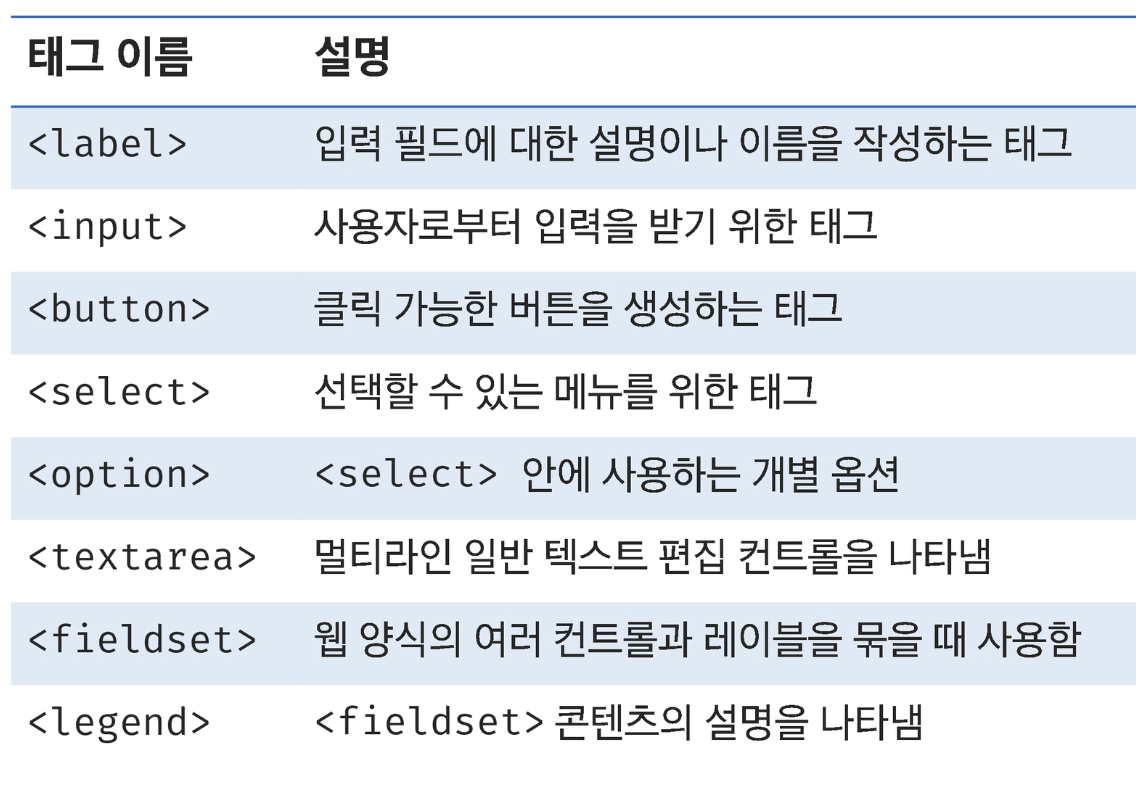 태그 이름 설명
<label> 입력 필드에 대한 설명이나 이름을 작성하는 태그
<input> 사용자로부터 입력을 받기 위한 태그
<button> 클릭 가능한 버튼을 생성하는 태그
<select> 선택할 수 있는 메뉴를 위한 태그
<option> <select> 안에 사용하는 개별 옵션
<textarea> 멀티라인 일반 텍스트 편집 컨트롤을 나타냄
<fieldset> 웹 양식의 여러 컨트롤과 레이블을 묶을 때 사용함
<legend> <fieldset> 콘텐츠의 설명을 나타냄